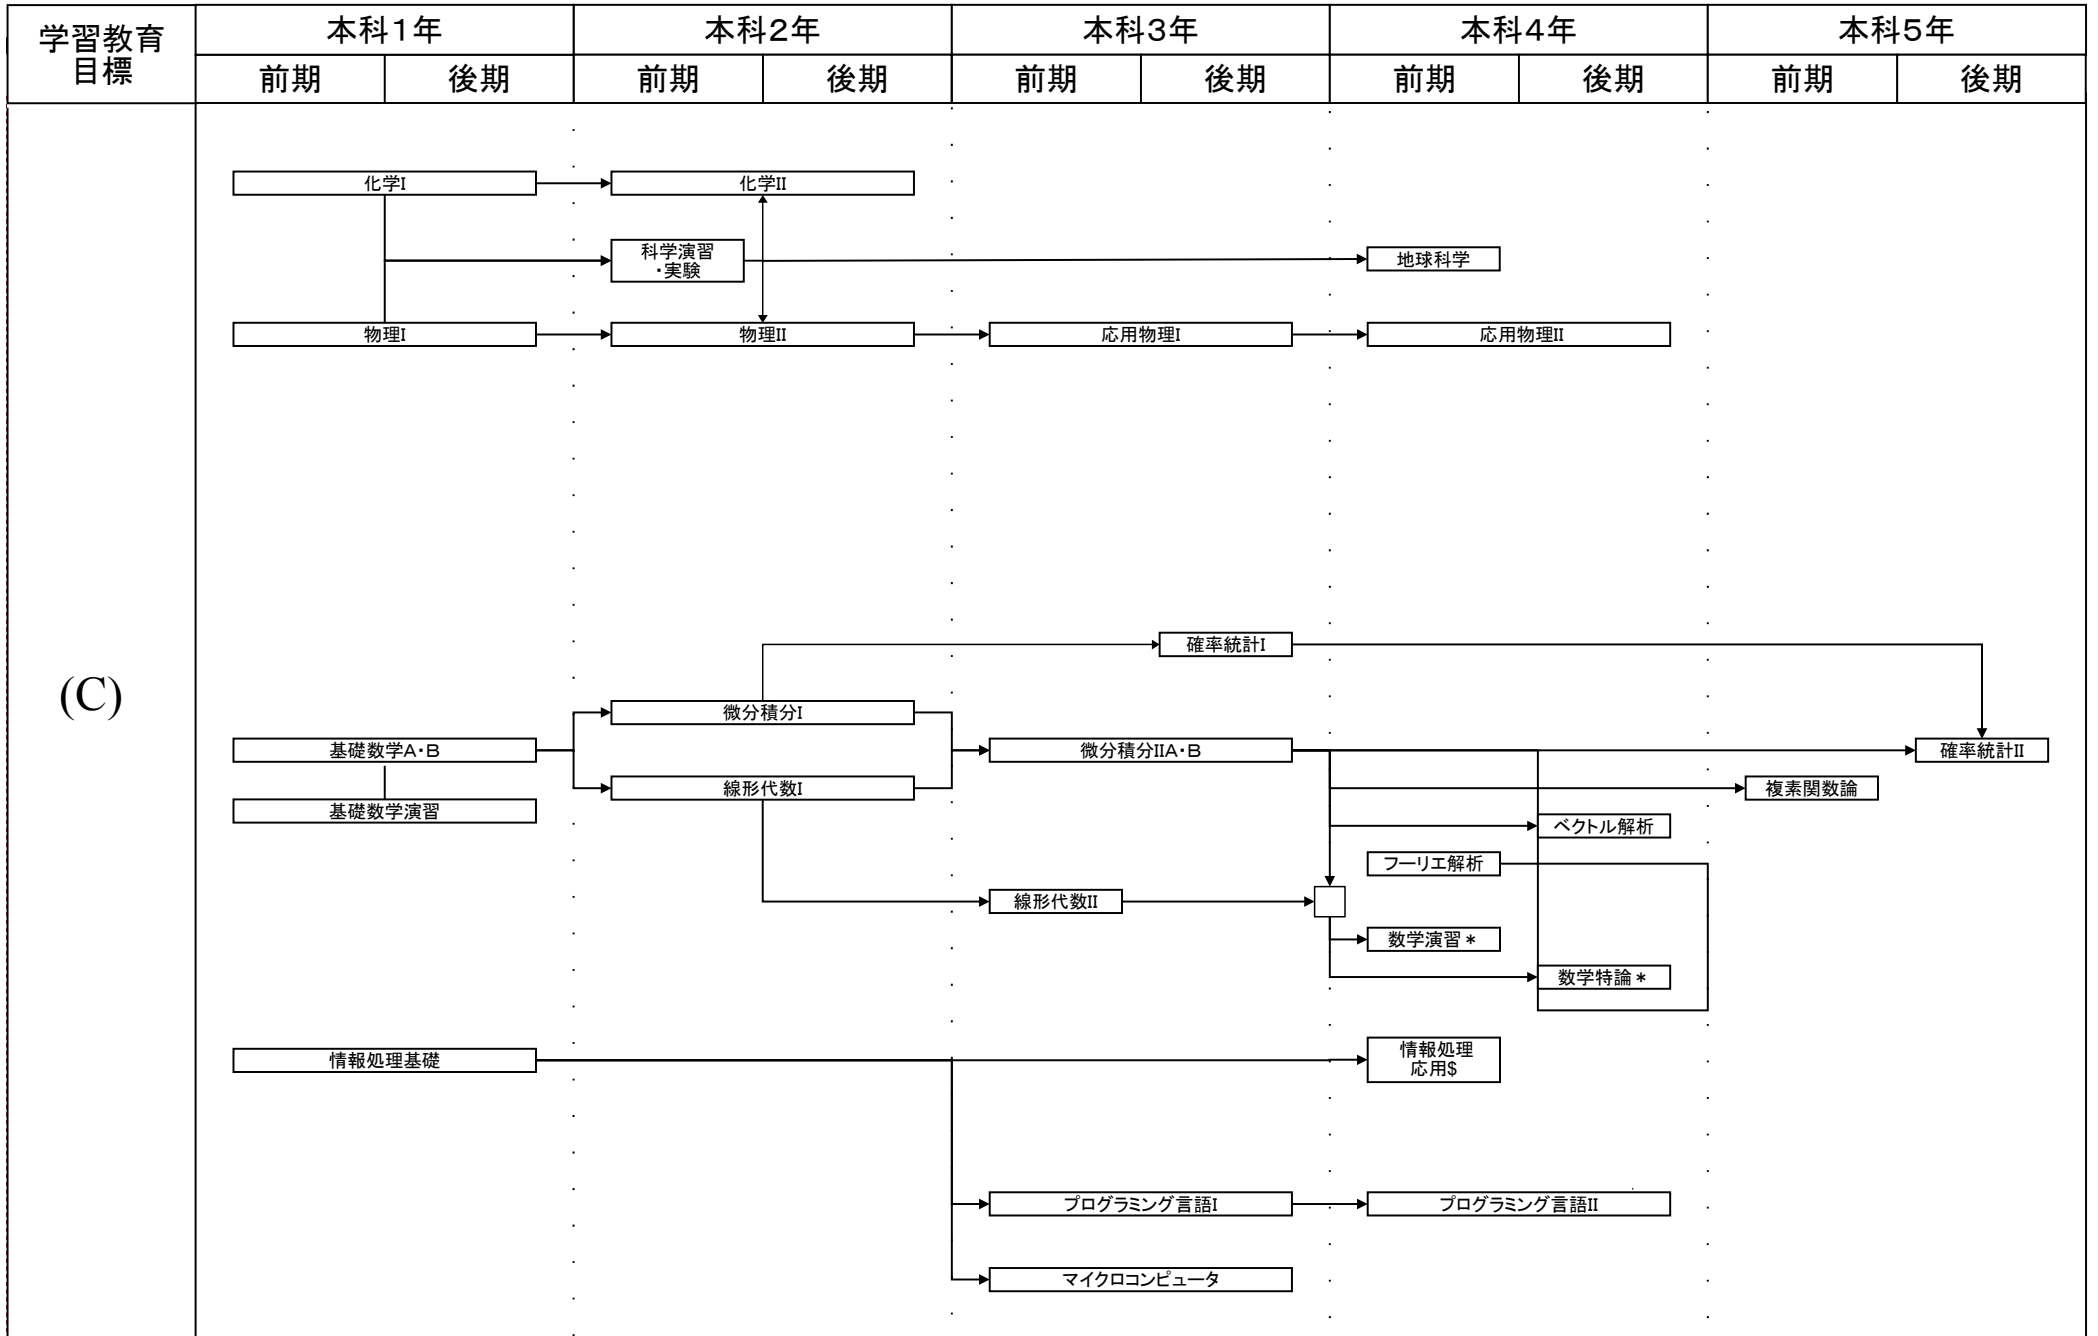 学習教育
目標
本科1年
本科2年
本科3年
本科4年
本科5年
前期
後期
前期
後期
前期
後期
前期
後期
前期
後期
(C)
化学I
化学II
科学演習
・実験
地球科学
物理I
物理II
応用物理I
応用物理II
確率統計I
微分積分I
基礎数学A・B
微分積分IIA・B
確率統計II
線形代数I
複素関数論
基礎数学演習
ベクトル解析
フーリエ解析
線形代数II
数学演習*
数学特論*
情報処理基礎
情報処理
応用$
プログラミング言語I
プログラミング言語II
マイクロコンピュータ